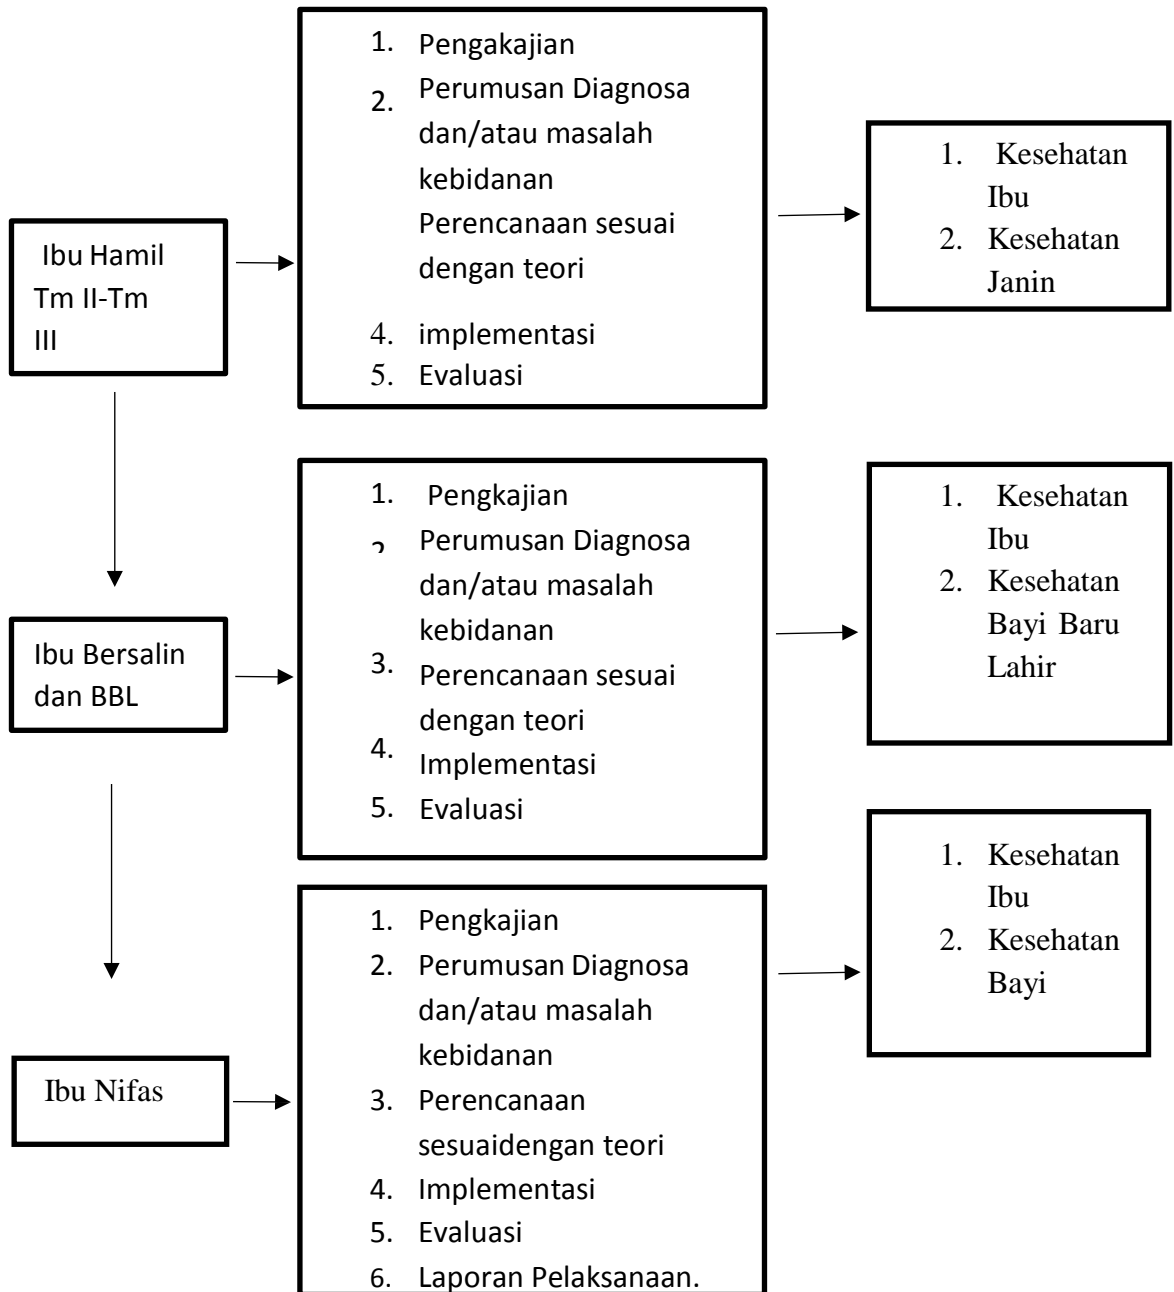 Ibu Hamil
Tm II-Tm
III
1. Pengakajian
2. Perumusan Diagnosa
dan/atau masalah
kebidanan
Perencanaan sesuai
dengan teori
4. implementasi
5. Evaluasi
1. Kesehatan
Ibu
2. Kesehatan
Janin
Ibu Bersalin
dan BBL
1. Pengkajian
2. Perumusan Diagnosa
dan/atau masalah
kebidanan
3. Perencanaan sesuai
dengan teori
4. Implementasi
5. Evaluasi
1. Kesehatan
Ibu
2. Kesehatan
Bayi Baru
Lahir
Ibu Nifas
1. Pengkajian
2. Perumusan Diagnosa
dan/atau masalah
kebidanan
3. Perencanaan
sesuaidengan teori
4. Implementasi
5. Evaluasi
6. Laporan Pelaksanaan.
1. Kesehatan
Ibu
2. Kesehatan
Bayi